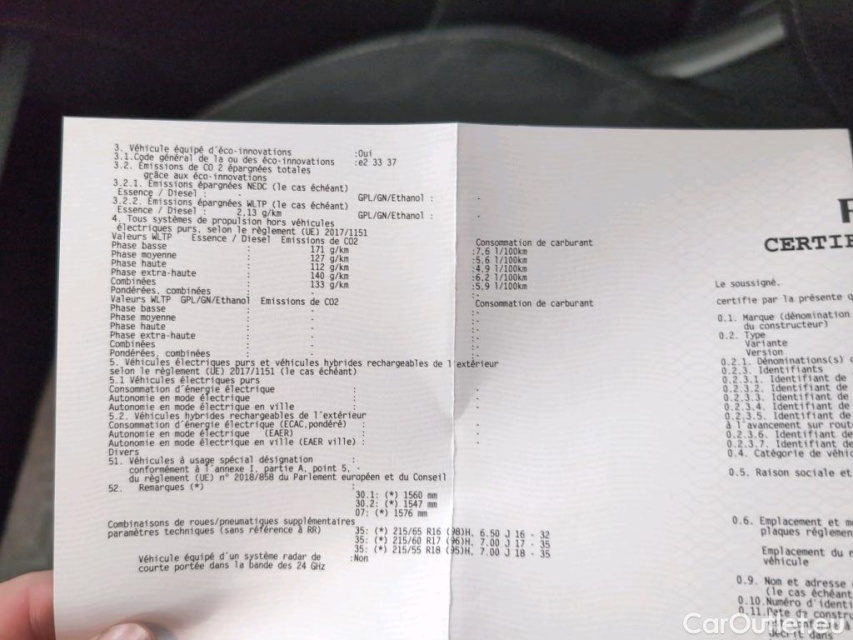 3. Véhicule équipé d'éco-innovations :Oui
3.1.Code général de la ou des éco-innovations :e2 33 37
3.2. Emissions de CO 2 épargnées totales
grâce aux éco-innovations
3.2.1. Emissions épargnées NEDC (le cas échéant)
Essence / Diesel : - GPL/GN/Ethanol : -
3.2.2. Emissions épargnées WLTP (le cas échéant)
Essence / Diesel : 2.13 g/km GPL/GN/Ethanol : -
4. Tous systèmes de propulsion hors véhicules
électriques purs, selon le règlement (UE) 2017/1151
Valeurs WLTP Essence / Diesel Emissions de CO2 Consommation de carburant
Phase basse : 171 g/km :7.6 l/100km
Phase moyenne : 127 g/km :5.6 l/100km
Phase haute : 112 g/km :4.9 l/100km
Phase extra-haute : 140 g/km :6.2 l/100km
Combinées : 133 g/km :5.9 l/100km
Pondérées, combinées : -
Valeurs WLTP GPL/GN/Ethanol Emissions de CO2 Consommation de carburant
Phase basse : - :-
Phase moyenne : - :-
Phase haute : - :-
Phase extra-haute : - :-
Combinées : - :-
Pondérées, combinées : - :-
5. Véhicules électriques purs et véhicules hybrides rechargeables de l'extérieur
selon le règlement (UE) 2017/1151 (le cas échéant)
5.1 Véhicules électriques purs
Consommation d'énergie électrique : -
Autonomie en mode électrique : -
Autonomie en mode électrique en ville : -
5.2. Véhicules hybrides rechargeables de l'extérieur
Consommation d'énergie électrique (ECAC,pondéré) : -
Autonomie en mode électrique (EAER) : -
Autonomie en mode électrique en ville (EAER ville) : -
Divers
51. Véhicules à usage spécial désignation :
conformément à l'annexe I, partie A, point 5, -
du règlement (UE) n° 2018/858 du Parlement européen et du Conseil
52. Remarques (*) :
30.1: (*) 1560 mm
30.2: (*) 1547 mm
07: (*) 1576 mm
Combinaisons de roues/pneumatiques supplémentaires
paramètres techniques (sans référence à RR) 35: (*) 215/65 R16 (98)H, 6.50 J 16 - 32
35: (*) 215/60 R17 (96)H, 7.00 J 17 - 35
35: (*) 215/55 R18 (95)H, 7.00 J 18 - 35
Véhicule équipé d'un système radar de :Non
courte portée dans la bande des 24 GHz
CERTIF
Le soussigné,
certifie par la présente q
0.1. Marque (dénomination
du constructeur)
0.2. Type
Variante
Version
0.2.1. Dénominations(s) c
0.2.3. Identifiants
0.2.3.1. Identifiant de
0.2.3.2. Identifiant de
0.2.3.3. Identifiant de
0.2.3.4. Identifiant de
0.2.3.5. Identifiant de
à l'avancement sur rout
0.2.3.6. Identifiant de
0.2.3.7. Identifiant de
0.4. Catégorie de véhic
0.5. Raison sociale et
0.6. Emplacement et m
plaques réglemen
Emplacement du n
véhicule
0.9. Nom et adresse
(le cas échéant
0.10.Numéro d'identi
0.11.Date de constru
CarOutlet.eu